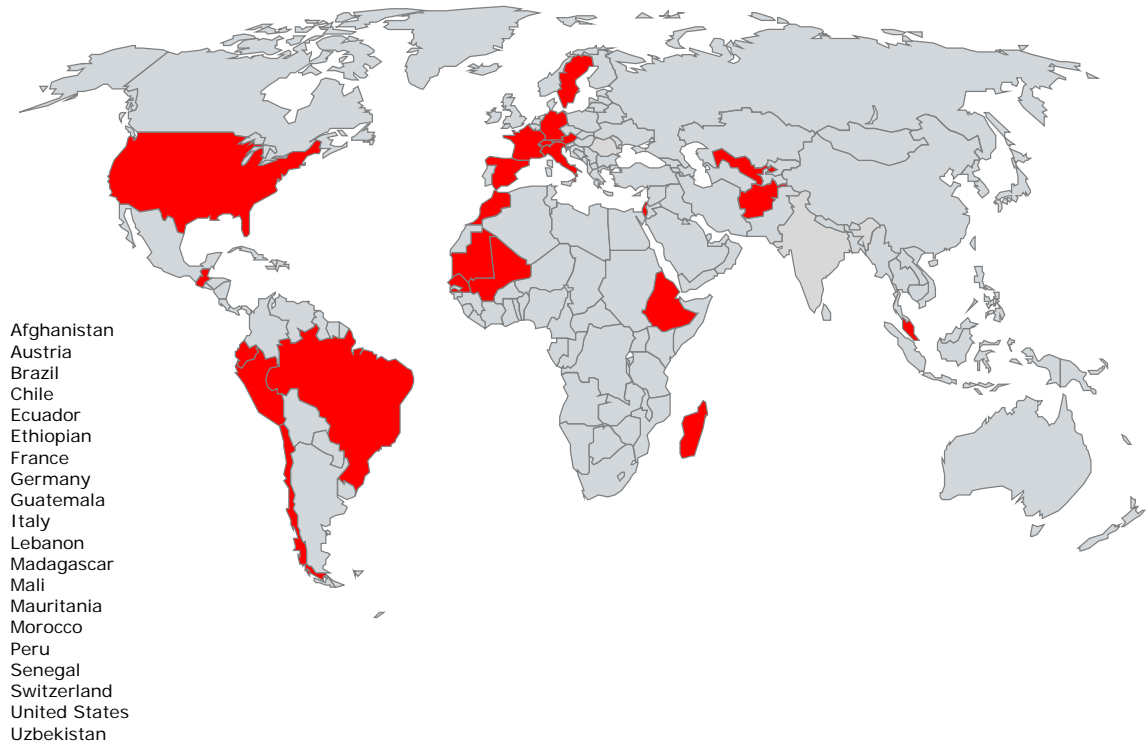 Afghanistan
Austria
Brazil
Chile
Ecuador
Ethiopian
France
Germany
Guatemala
Italy
Lebanon
Madagascar
Mali
Mauritania
Morocco
Peru
Senegal
Switzerland
United States
Uzbekistan